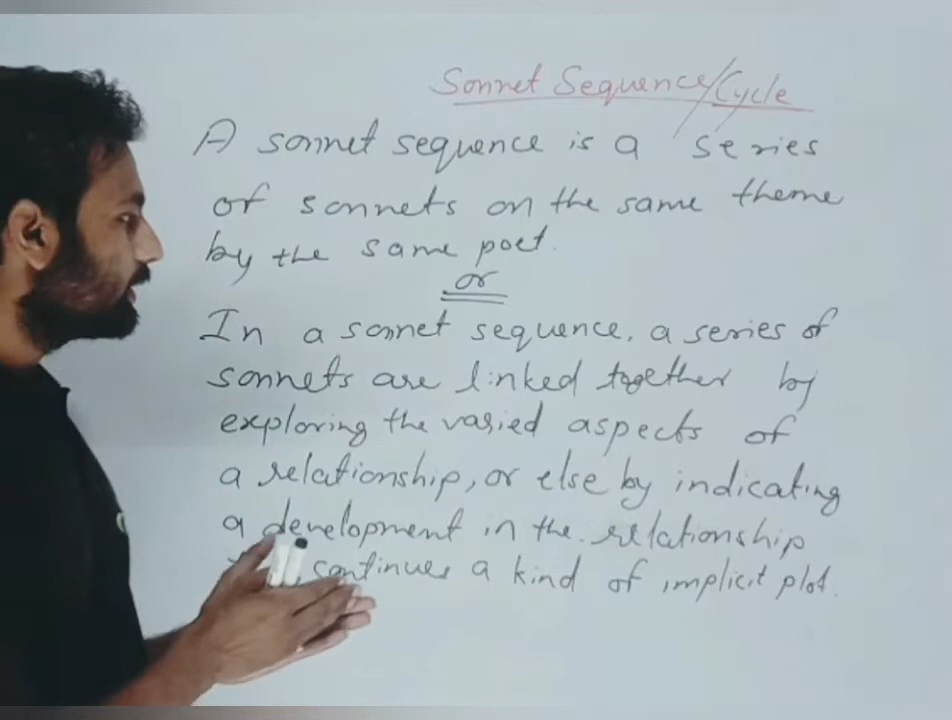 Sonnet Sequence/Cycle
A sonnet sequence is a series
of sonnets on the same theme
by the same poet.
or
In a sonnet sequence, a series of
sonnets are linked together by
exploring the varied aspects of
a relationship, or else by indicating
a development in the relationship
continues a kind of implicit plot.